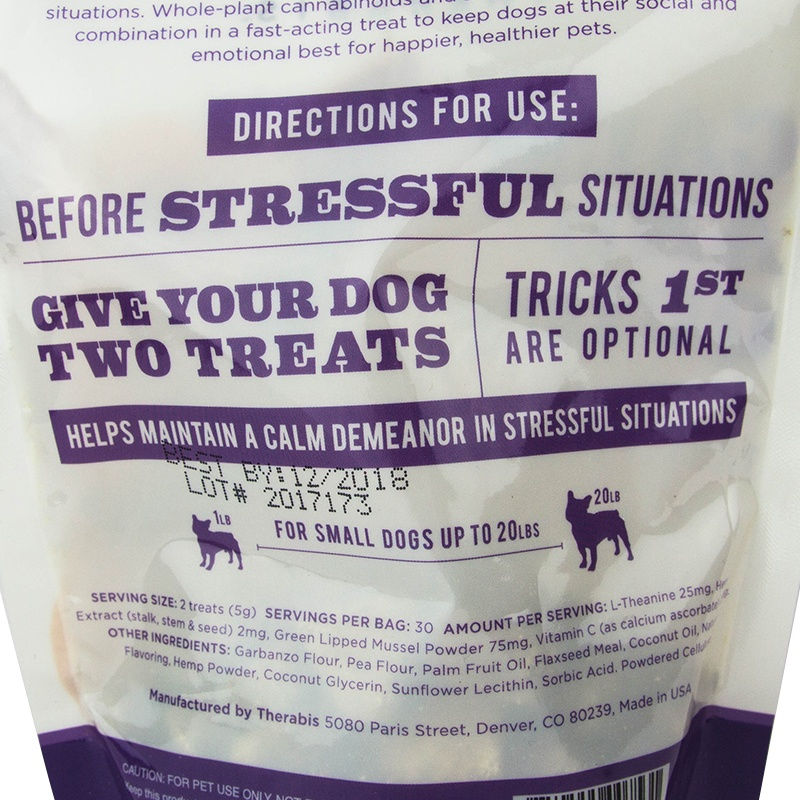 situations. Whole-plant cannabinoids and
combination in a fast-acting treat to keep dogs at their social and
emotional best for happier, healthier pets.
DIRECTIONS FOR USE:
BEFORE STRESSFUL SITUATIONS
GIVE YOUR DOG
TWO TREATS
TRICKS 1ST
ARE OPTIONAL
HELPS MAINTAIN A CALM DEMEANOR IN STRESSFUL SITUATIONS
BEST BY:12/2018
LOT# 2017173
1LB
FOR SMALL DOGS UP TO 20LBS
20LB
SERVING SIZE: 2 treats (5g) SERVINGS PER BAG: 30 AMOUNT PER SERVING: L-Theanine 25mg,
Extract (stalk, stem & seed) 2mg, Green Lipped Mussel Powder 75mg, Vitamin C (as calcium ascorbate
OTHER INGREDIENTS: Garbanzo Flour, Pea Flour, Palm Fruit Oil, Flaxseed Meal, Coconut Oil,
Flavoring, Hemp Powder, Coconut Glycerin, Sunflower Lecithin, Sorbic Acid. Powdered
Manufactured by Therabis 5080 Paris Street, Denver, CO 80239, Made in USA
CAUTION: FOR PET USE ONLY. NOT
Keep this